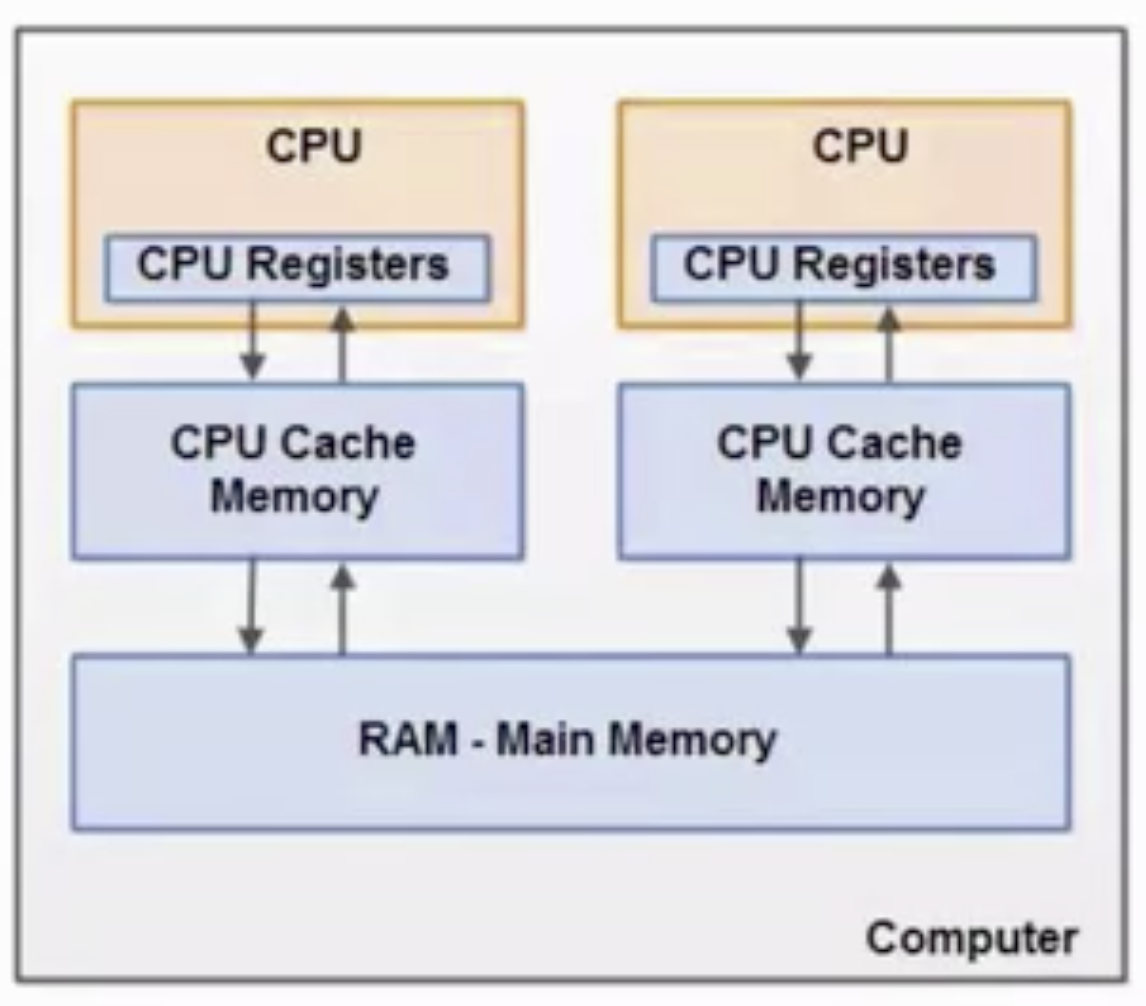 CPU
CPU
CPU Registers
CPU Registers
CPU Cache
Memory
CPU Cache
Memory
RAM - Main Memory
Computer